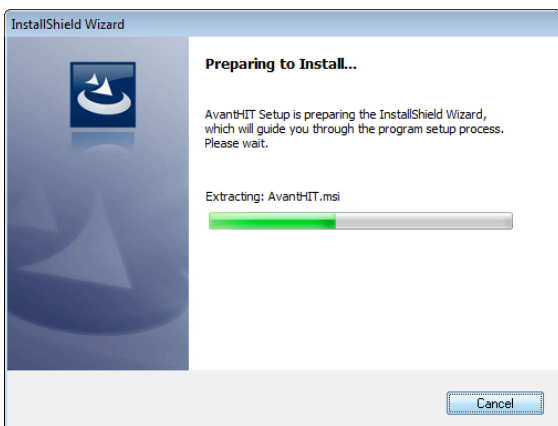 InstallShield Wizard
Preparing to Install...
AvantHIT Setup is preparing the InstallShield Wizard,
which will guide you through the program setup process.
Please wait.
Extracting: AvantHIT.msi
Cancel